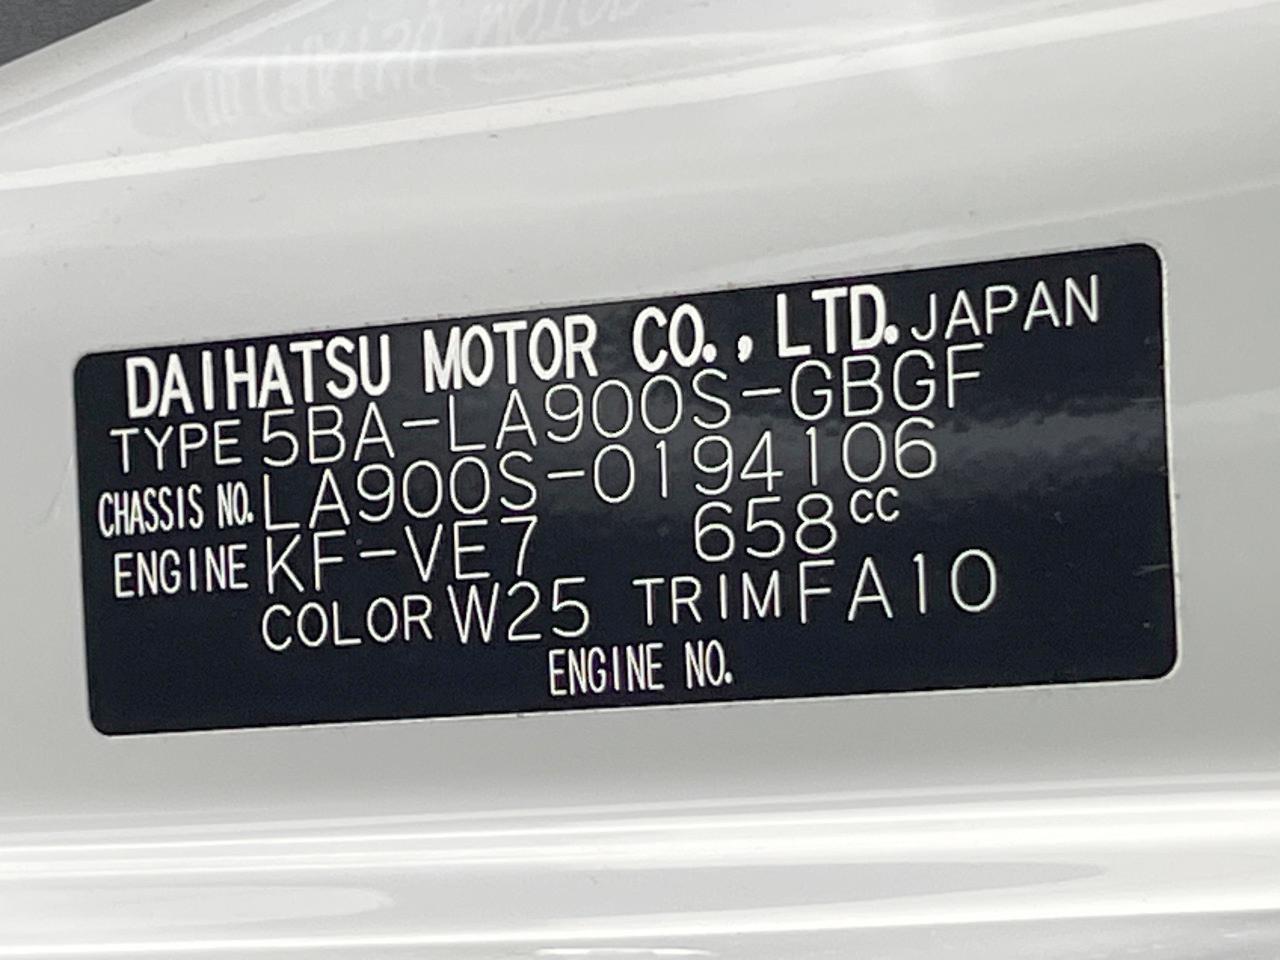 DAIHATSU MOTOR CO., LTD. JAPAN
TYPE 5BA-LA900S-GBGF
CHASSIS NO. LA900S-0194106
ENGINE KF-VE7 658cc
COLOR W25 TRIM FA10
ENGINE NO.